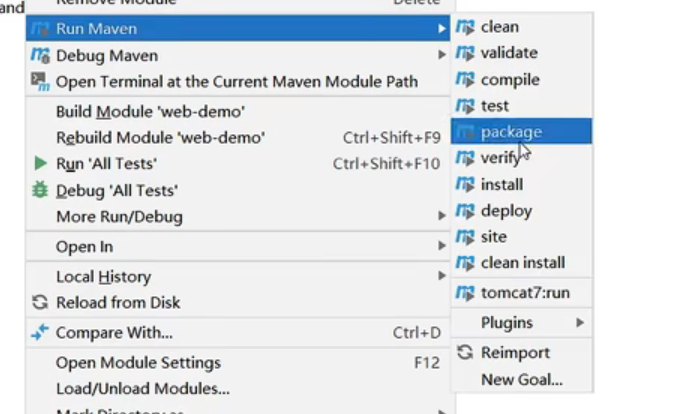 and
Remove Module Delete
Run Maven
Debug Maven
Open Terminal at the Current Maven Module Path
Build Module 'web-demo'
Rebuild Module 'web-demo' Ctrl+Shift+F9
Run 'All Tests' Ctrl+Shift+F10
Debug 'All Tests'
More Run/Debug
Open In
Local History
Reload from Disk
Compare With... Ctrl+D
Open Module Settings F12
Load/Unload Modules...
Mark Directory as
clean
validate
compile
test
package
verify
install
deploy
site
clean install
tomcat7:run
Plugins
Reimport
New Goal...